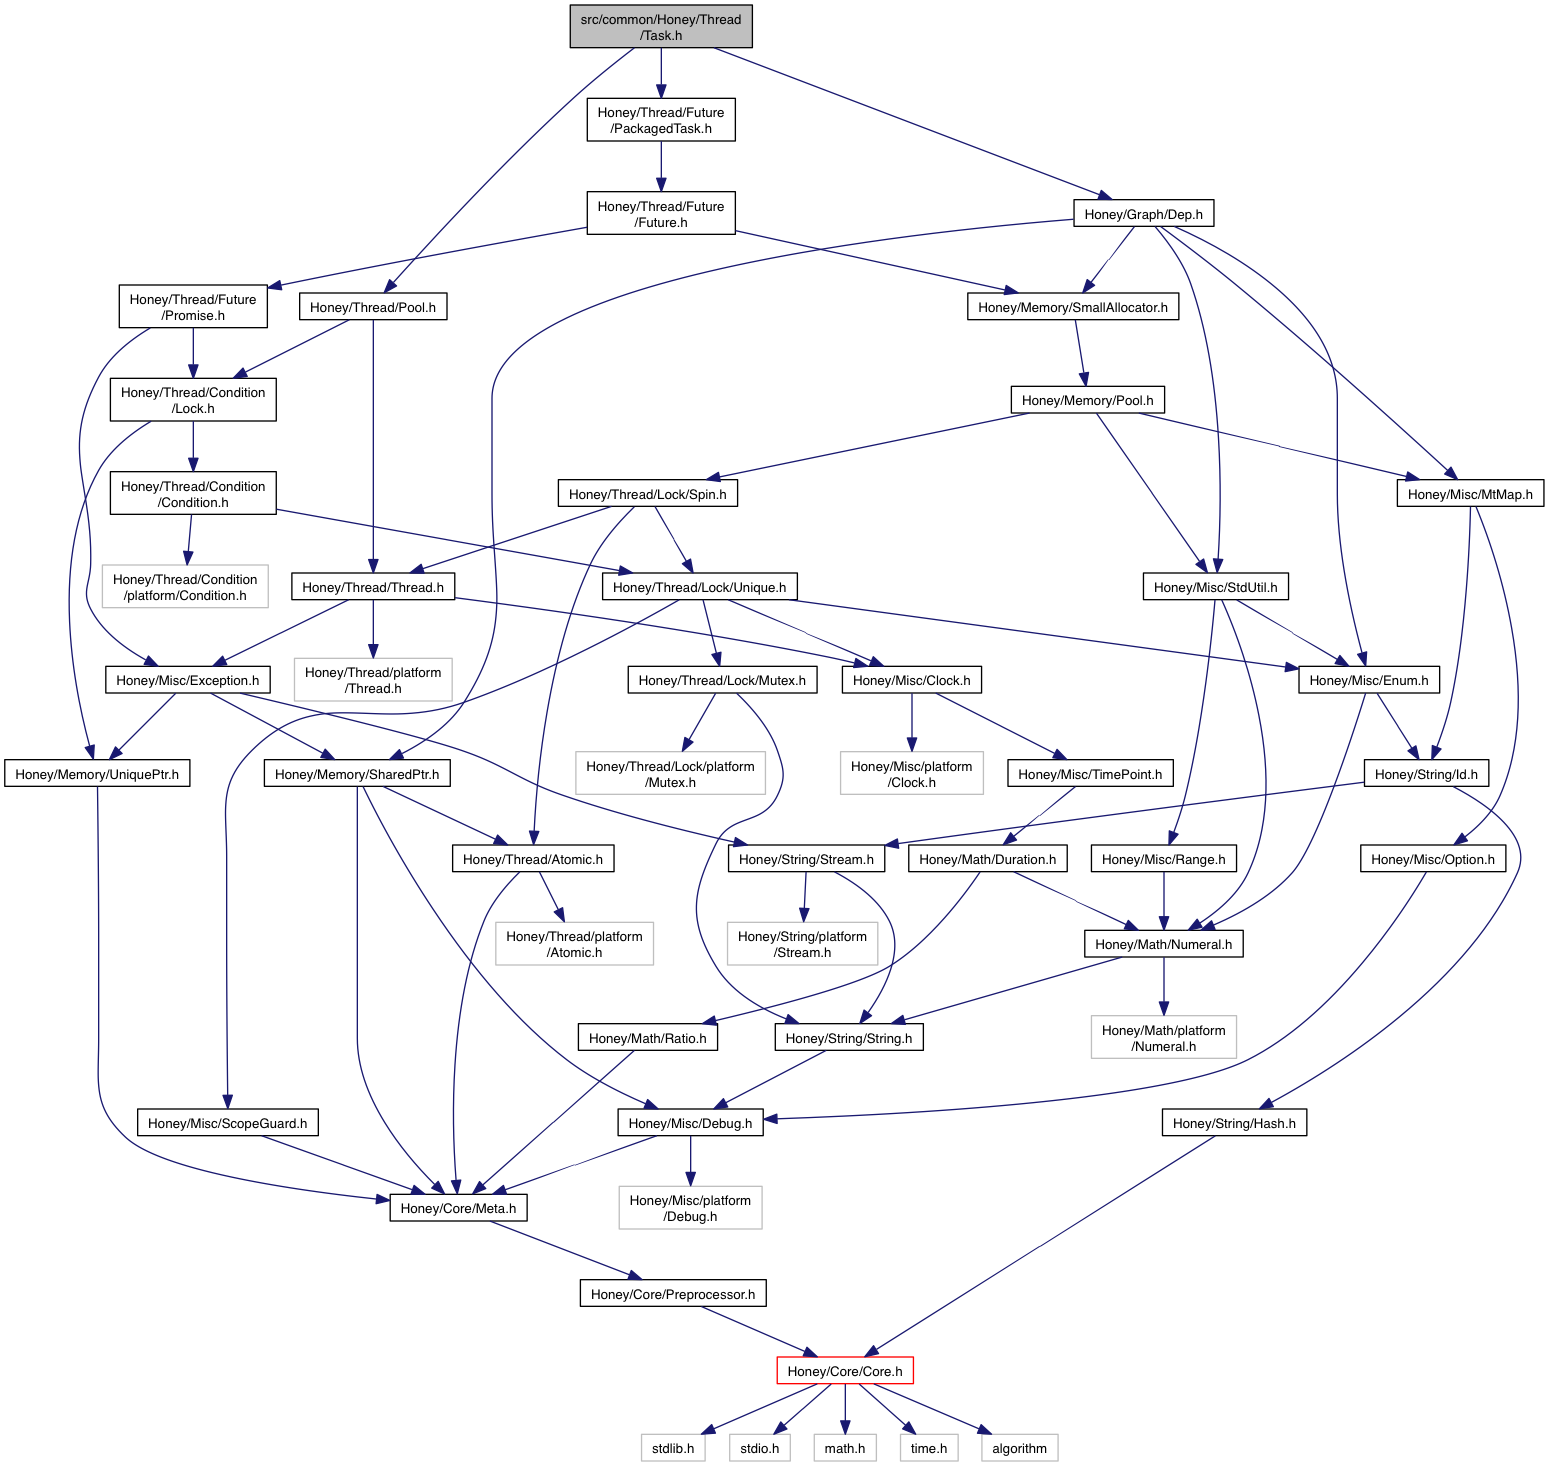 src/common/Honey/Thread
/Task.h
Honey/Thread/Future
/PackagedTask.h
Honey/Thread/Future
/Future.h
Honey/Graph/Dep.h
Honey/Thread/Future
/Promise.h
Honey/Thread/Pool.h
Honey/Memory/SmallAllocator.h
Honey/Thread/Condition
/Lock.h
Honey/Memory/Pool.h
Honey/Thread/Condition
/Condition.h
Honey/Thread/Lock/Spin.h
Honey/Misc/MtMap.h
Honey/Thread/Condition
/platform/Condition.h
Honey/Thread/Thread.h
Honey/Thread/Lock/Unique.h
Honey/Misc/StdUtil.h
Honey/Misc/Exception.h
Honey/Thread/platform
/Thread.h
Honey/Thread/Lock/Mutex.h
Honey/Misc/Clock.h
Honey/Misc/Enum.h
Honey/Memory/UniquePtr.h
Honey/Memory/SharedPtr.h
Honey/Thread/Lock/platform
/Mutex.h
Honey/Misc/platform
/Clock.h
Honey/Misc/TimePoint.h
Honey/String/Id.h
Honey/Thread/Atomic.h
Honey/String/Stream.h
Honey/Math/Duration.h
Honey/Misc/Range.h
Honey/Misc/Option.h
Honey/Thread/platform
/Atomic.h
Honey/String/platform
/Stream.h
Honey/Math/Numeral.h
Honey/Math/Ratio.h
Honey/String/String.h
Honey/Math/platform
/Numeral.h
Honey/Misc/ScopeGuard.h
Honey/Misc/Debug.h
Honey/String/Hash.h
Honey/Core/Meta.h
Honey/Misc/platform
/Debug.h
Honey/Core/Preprocessor.h
Honey/Core/Core.h
stdlib.h
stdio.h
math.h
time.h
algorithm